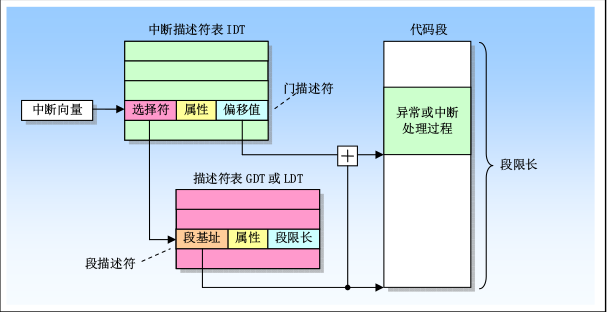 中断描述符表 IDT
代码段
中断向量
选择符
属性
偏移值
门描述符
异常或中断
处理过程
段限长
描述符表 GDT 或 LDT
段基址
属性
段限长
段描述符